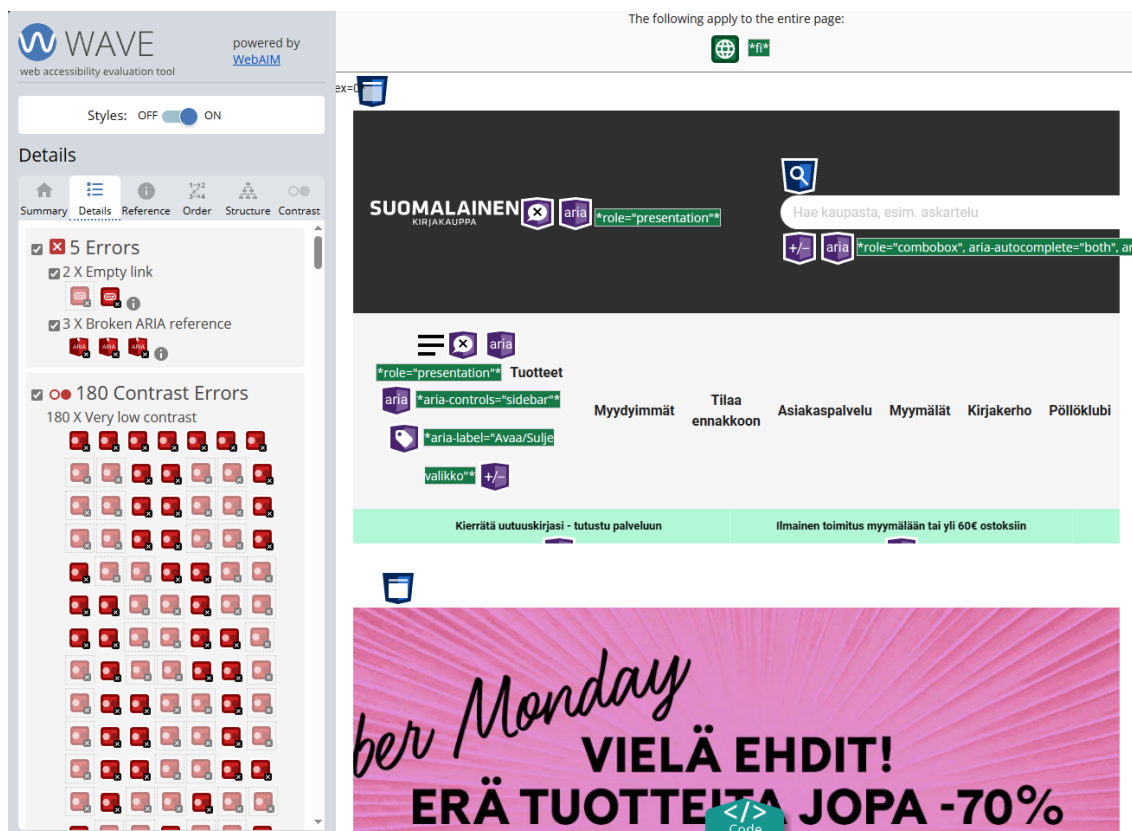 WAVE
powered by
WebAIM
web accessibility evaluation tool
Styles: OFF ON
Details
Summary Details Reference Order Structure Contrast
5 Errors
2 X Empty link
3 X Broken ARIA reference
180 Contrast Errors
180 X Very low contrast
The following apply to the entire page:
*fi*
SUOMALAINEN
KIRJAKAUPPA
aria *role="presentation"*
Hae kaupasta, esim. askartelu
+/− aria *role="combobox", aria-autocomplete="both",
aria
*role="presentation"* Tuotteet
aria *aria-controls="sidebar"*
*aria-label="Avaa/Sulje
valikko"* +/−
Myydyimmät
Tilaa
ennakkoon
Asiakaspalvelu Myymälät Kirjakerho Pöllöklubi
Kierrätä uutuuskirjasi - tutustu palveluun
Ilmainen toimitus myymälään tai yli 60€ ostoksiin
Monday
VIELÄ EHDIT!
ERÄ TUOTTEITA JOPA -70%
</>
Code